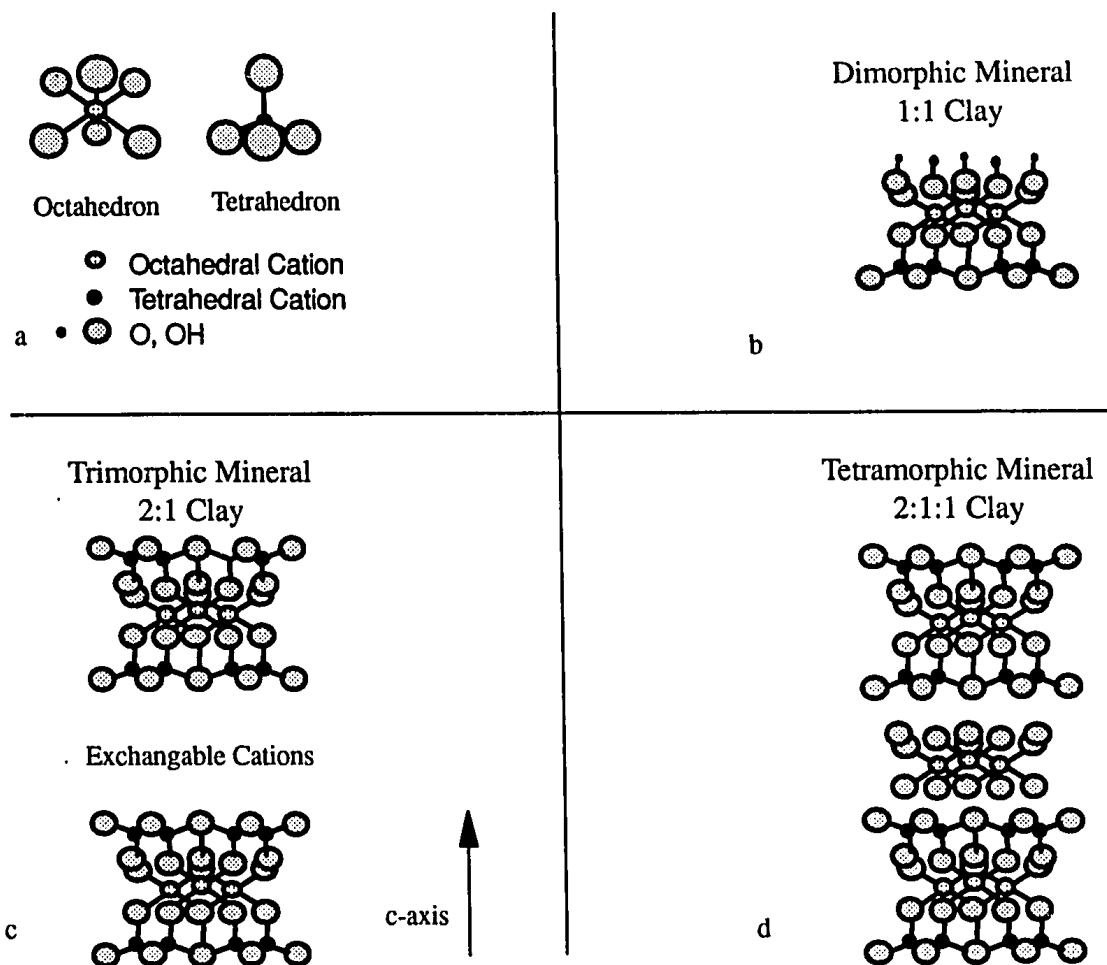 Octahedron
Tetrahedron
Octahedral Cation
Tetrahedral Cation
O, OH
a
Dimorphic Mineral
1:1 Clay
b
Trimorphic Mineral
2:1 Clay
Exchangable Cations
c-axis
c
Tetramorphic Mineral
2:1:1 Clay
d